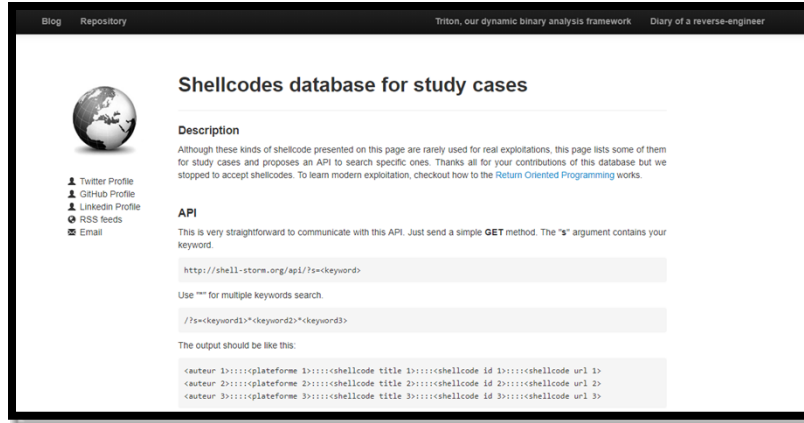 Blog Repository Triton, our dynamic binary analysis framework Diary of a reverse-engineer
Shellcodes database for study cases
Description
Although these kinds of shellcode presented on this page are rarely used for real exploitations, this page lists some of them
for study cases and proposes an API to search specific ones. Thanks all for your contributions of this database but we
stopped to accept shellcodes. To learn modern exploitation, checkout how to the Return Oriented Programming works.
Twitter Profile
GitHub Profile
Linkedin Profile
RSS feeds
Email
API
This is very straightforward to communicate with this API. Just send a simple GET method. The "s" argument contains your
keyword.
http://shell-storm.org/api/?s=<keyword>
Use "*" for multiple keywords search.
/?s=<keyword1>*<keyword2>*<keyword3>
The output should be like this:
<auteur 1>::::<plateforme 1>::::<shellcode title 1>::::<shellcode id 1>::::<shellcode url 1>
<auteur 2>::::<plateforme 2>::::<shellcode title 2>::::<shellcode id 2>::::<shellcode url 2>
<auteur 3>::::<plateforme 3>::::<shellcode title 3>::::<shellcode id 3>::::<shellcode url 3>